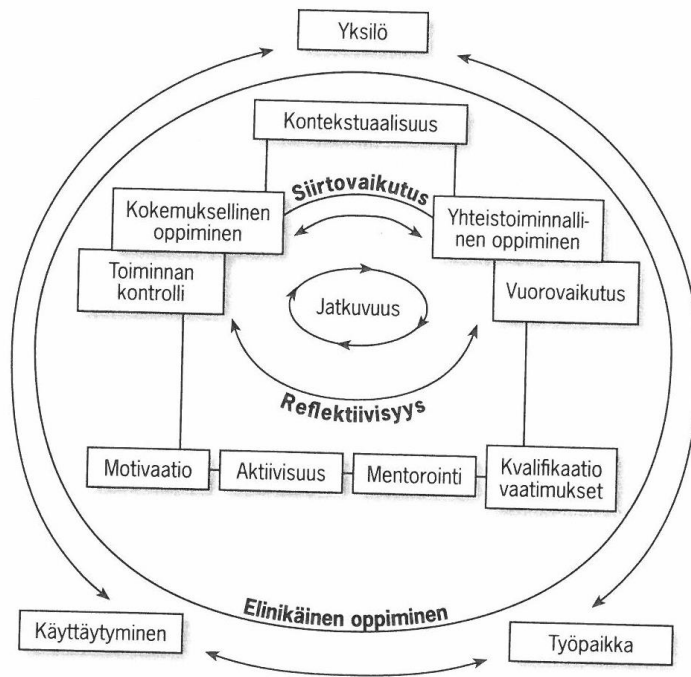 Yksilö
Kontekstuaalisuus
Siirtovaikutus
Kokemuksellinen
oppiminen
Yhteistoiminnalli-
nen oppiminen
Toiminnan
kontrolli
Vuorovaikutus
Jatkuvuus
Reflektiivisyys
Motivaatio
Aktiivisuus
Mentorointi
Kvalifikaatio
vaatimukset
Elinikäinen oppiminen
Käyttäytyminen
Työpaikka